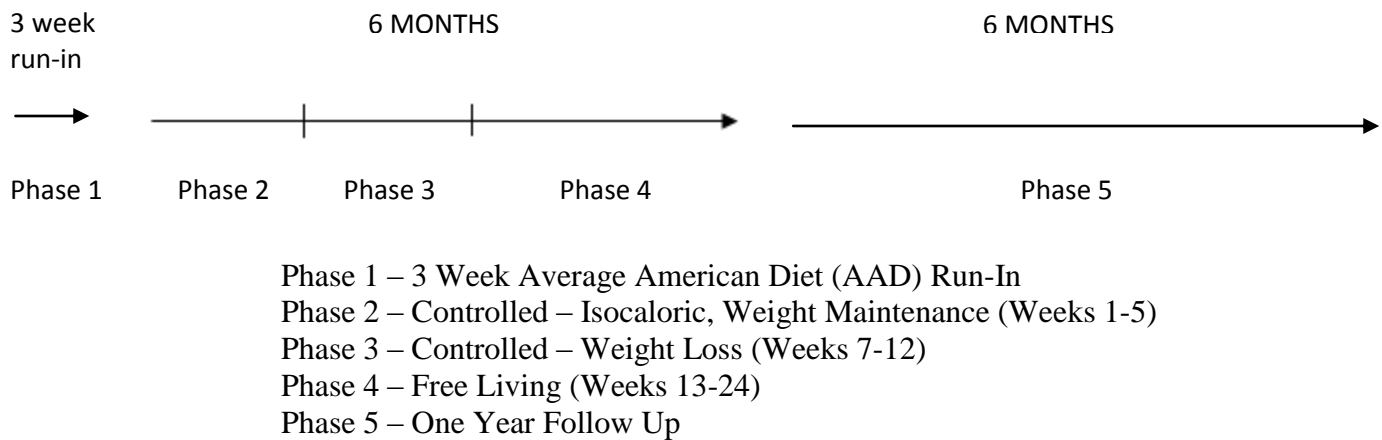 3 week
run-in
6 MONTHS
6 MONTHS
Phase 1
Phase 2
Phase 3
Phase 4
Phase 5
Phase 1 – 3 Week Average American Diet (AAD) Run-In
Phase 2 – Controlled – Isocaloric, Weight Maintenance (Weeks 1-5)
Phase 3 – Controlled – Weight Loss (Weeks 7-12)
Phase 4 – Free Living (Weeks 13-24)
Phase 5 – One Year Follow Up